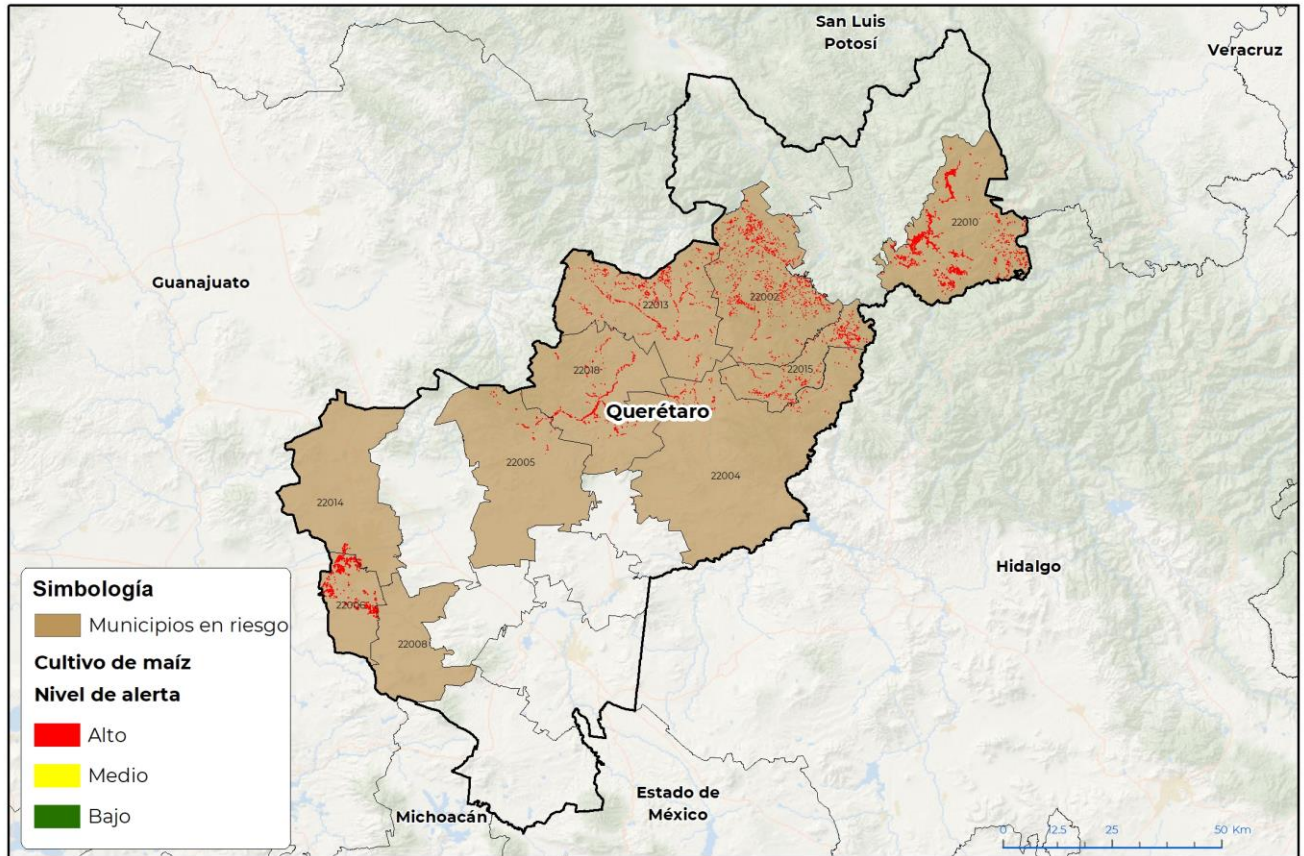 San Luis
Potosí
Veracruz
Guanajuato
22010
22013
22002
22018
22015
Querétaro
22005
22004
22014
Hidalgo
Simbología
Municipios en riesgo
22006
22008
Cultivo de maíz
Nivel de alerta
Alto
Medio
Bajo
Michoacán
Estado de
México
0 12.5 25 50 Km